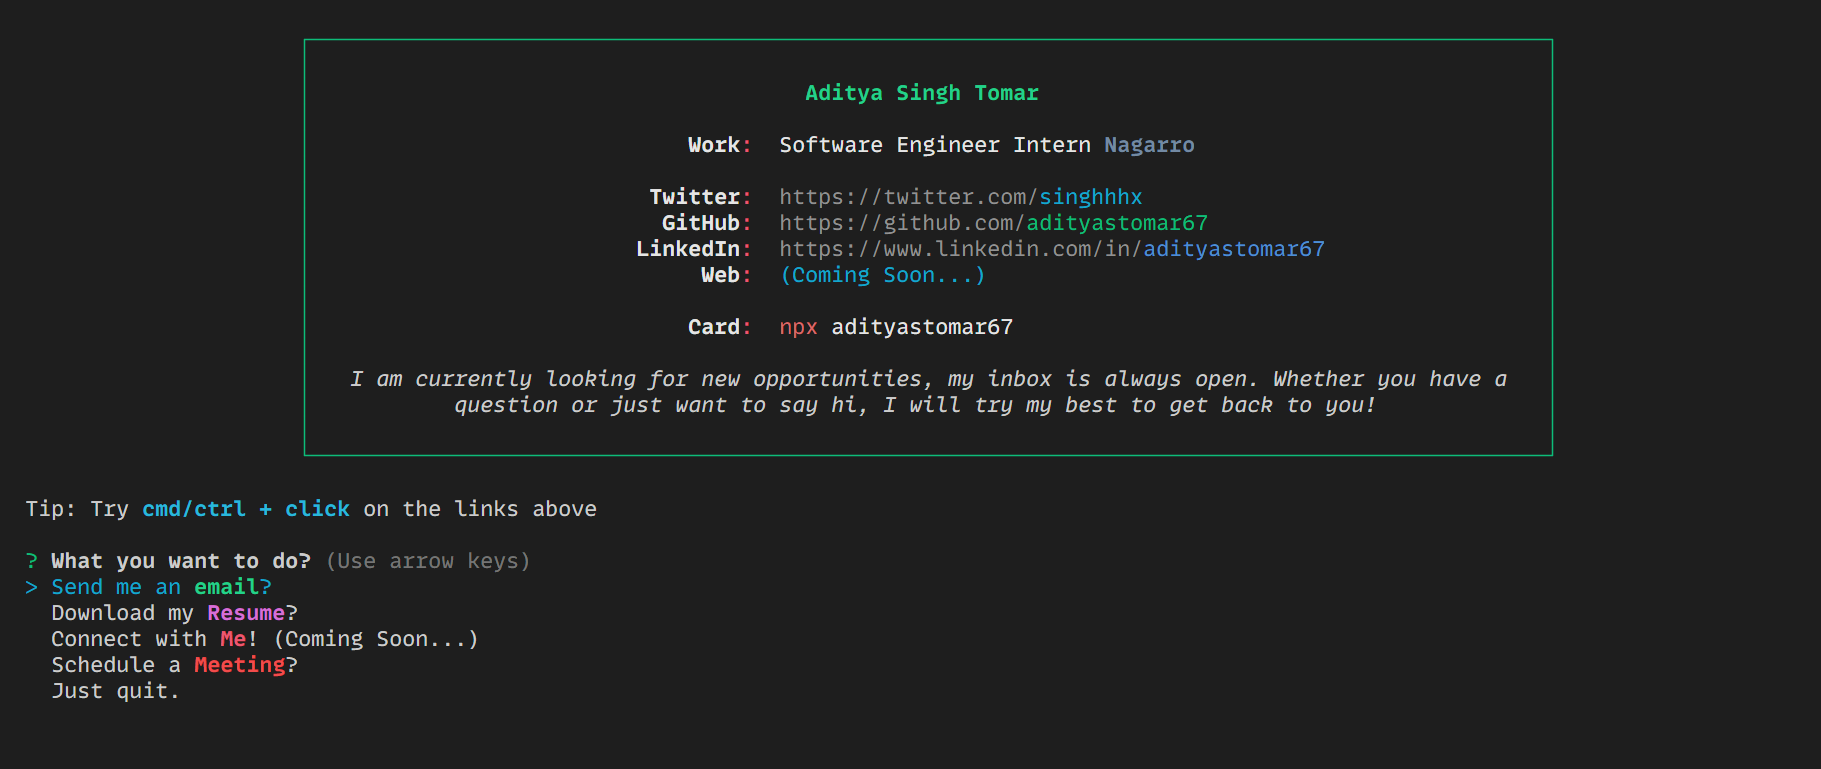 Aditya Singh Tomar
Work: Software Engineer Intern Nagarro
Twitter: https://twitter.com/singhhhx
GitHub: https://github.com/adityastomar67
LinkedIn: https://www.linkedin.com/in/adityastomar67
Web: (Coming Soon...)
Card: npx adityastomar67
I am currently looking for new opportunities, my inbox is always open. Whether you have a
question or just want to say hi, I will try my best to get back to you!
Tip: Try cmd/ctrl + click on the links above
? What you want to do? (Use arrow keys)
> Send me an email?
Download my Resume?
Connect with Me! (Coming Soon...)
Schedule a Meeting?
Just quit.